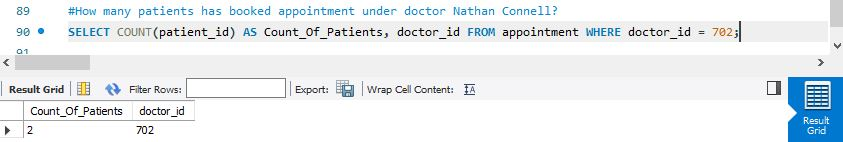 89 #How many patients has booked appointment under doctor Nathan Connell?
90 SELECT COUNT(patient_id) AS Count_Of_Patients, doctor_id FROM appointment WHERE doctor_id = 702;
91
Result Grid Filter Rows: Export: Wrap Cell Content: IA
Count_Of_Patients doctor_id
2 702
Result
Grid